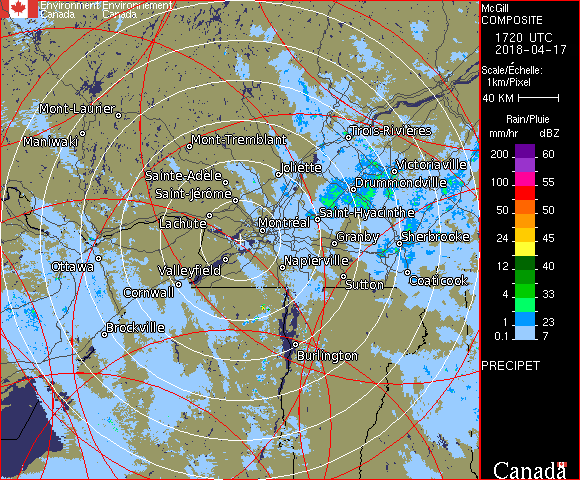 Environment Environnement
Canada Canada
McGill
COMPOSITE
1720 UTC
2018-04-17
Scale/Échelle:
1km/Pixel
40 KM
Rain/Pluie
mm/hr dBZ
200 60
100 55
50 50
24 45
12 40
4 33
1 23
0.1 7
PRECIPET
Canada
Mont-Laurier
Maniwaki
Mont-Tremblant
Trois-Rivières
Sainte-Adèle
Joliette
Victoriaville
Saint-Jérôme
Drummondville
Lachute
Montréal
Saint-Hyacinthe
Granby
Sherbrooke
Ottawa
Valleyfield
Napierville
Cornwall
Sutton
Coaticook
Brockville
Burlington